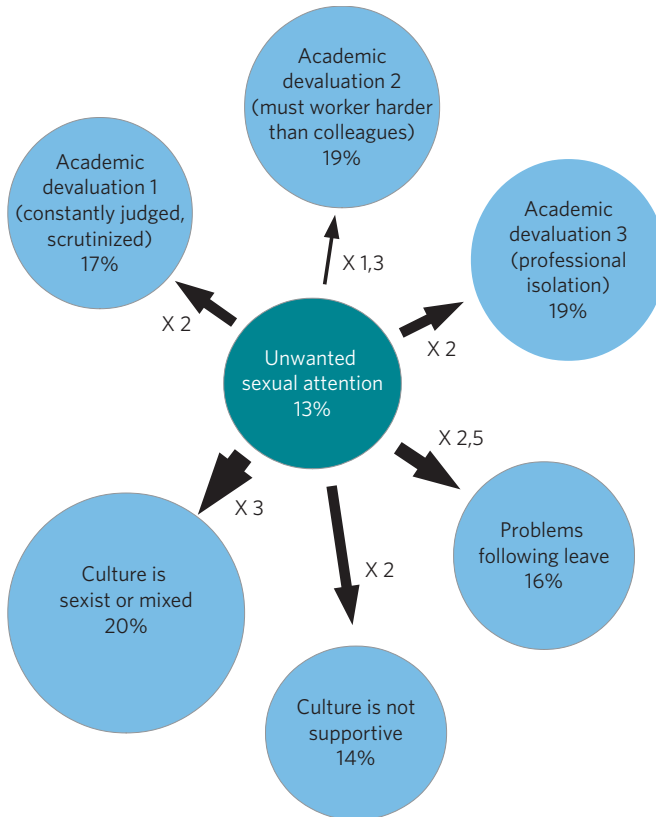 Academic
devaluation 2
(must worker harder
than colleagues)
19%
Academic
devaluation 1
(constantly judged,
scrutinized)
17%
Academic
devaluation 3
(professional
isolation)
19%
X 1,3
X 2
X 2
Unwanted
sexual attention
13%
X 2,5
X 3
Problems
following leave
16%
X 2
Culture is
sexist or mixed
20%
Culture is not
supportive
14%